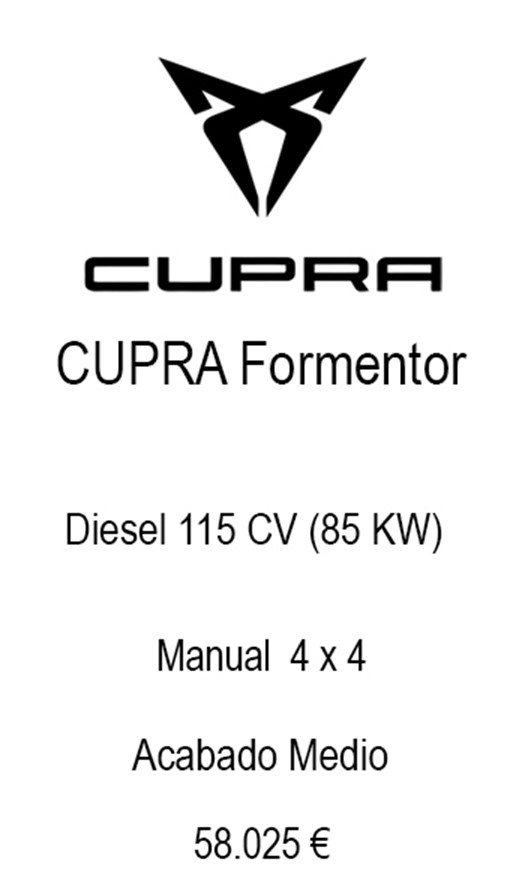 CUPRA
CUPRA Formentor
Diesel 115 CV (85 KW)
Manual 4 x 4
Acabado Medio
58.025 €